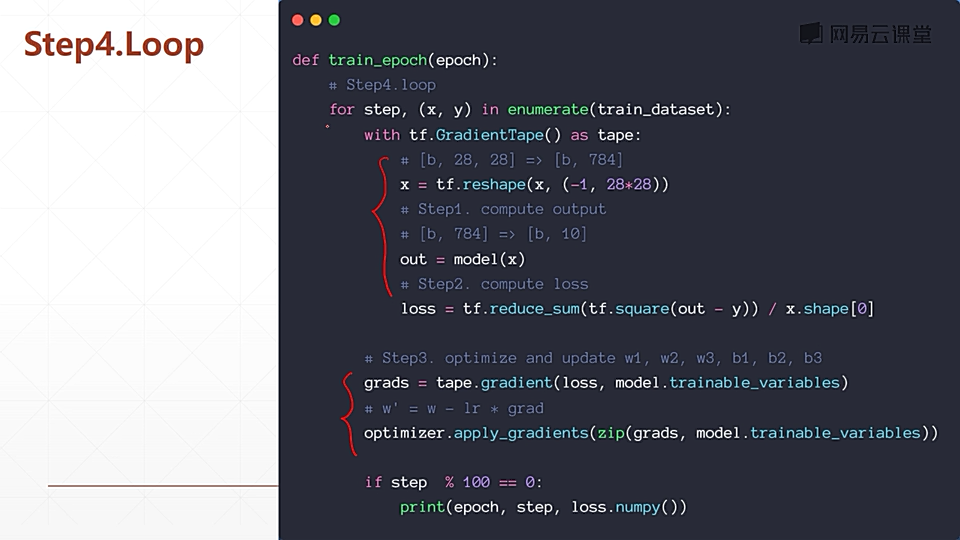 Step4.Loop
网易云课堂
def train_epoch(epoch):
# Step4.loop
for step, (x, y) in enumerate(train_dataset):
with tf.GradientTape() as tape:
# [b, 28, 28] => [b, 784]
x = tf.reshape(x, (-1, 28*28))
# Step1. compute output
# [b, 784] => [b, 10]
out = model(x)
# Step2. compute loss
loss = tf.reduce_sum(tf.square(out - y)) / x.shape[0]
# Step3. optimize and update w1, w2, w3, b1, b2, b3
grads = tape.gradient(loss, model.trainable_variables)
# w' = w - lr * grad
optimizer.apply_gradients(zip(grads, model.trainable_variables))
if step % 100 == 0:
print(epoch, step, loss.numpy())